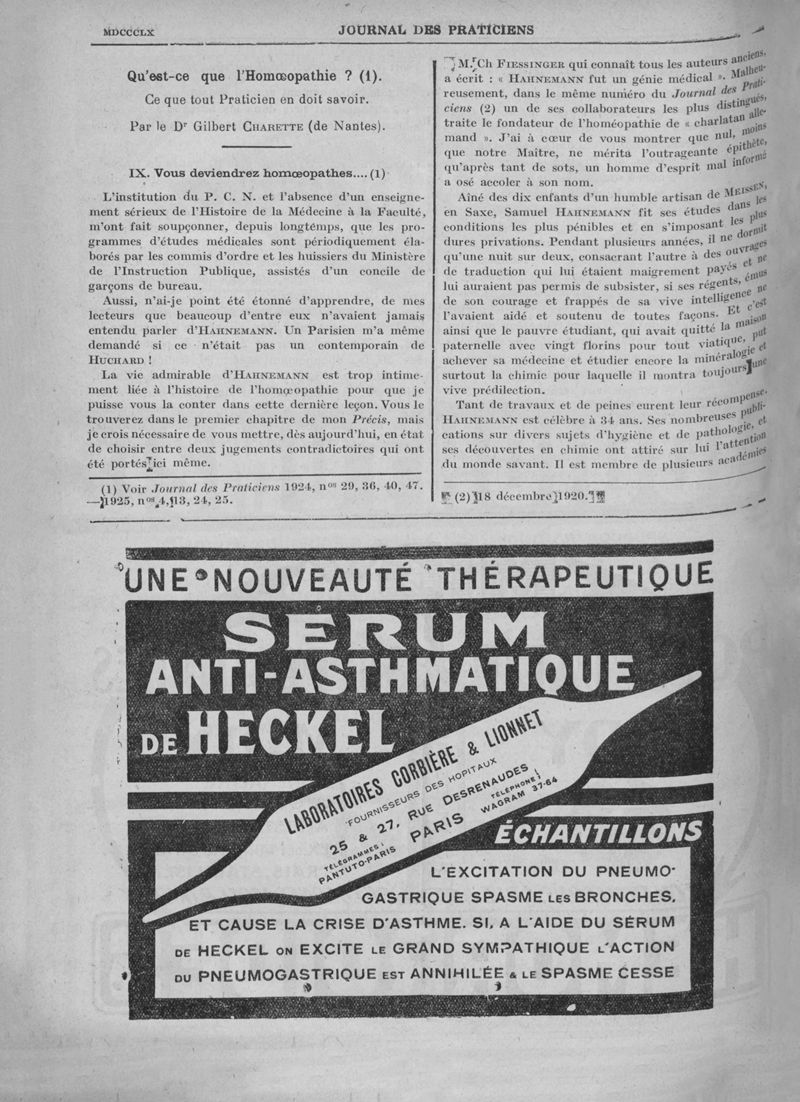 MDCCCLX
JOURNAL DES PRATICIENS
Qu'est-ce que l'Homœopathie ? (1).
Ce que tout Praticien en doit savoir.
Par le Dr Gilbert CHARETTE (de Nantes).
IX. Vous deviendrez homœopathes.... (1)
L'institution du P. C. N. et l'absence d'un enseigne-
ment sérieux de l'Histoire de la Médecine à la Faculté,
m'ont fait soupçonner, depuis longtemps, que les pro-
grammes d'études médicales sont périodiquement éla-
borés par les commis d'ordre et les huissiers du Ministère
de l'Instruction Publique, assistés d'un concile de
garçons de bureau.
Aussi, n'ai-je point été étonné d'apprendre, de mes
lecteurs que beaucoup d'entre eux n'avaient jamais
entendu parler d'HAHNEMANN. Un Parisien m'a même
demandé si ce n'était pas un contemporain de
HUCHARD !
La vie admirable d'HAHNEMANN est trop intime-
ment liée à l'histoire de l'homœopathie pour que je
puisse vous la conter dans cette dernière leçon. Vous le
trouverez dans le premier chapitre de mon Précis, mais
je crois nécessaire de vous mettre, dès aujourd'hui, en état
de choisir entre deux jugements contradictoires qui ont
été portés ici même.
(1) Voir Journal des Praticiens 1924, nos 29, 36, 40, 47.
— 1925, nos 4, 13, 24, 25.
M. Ch FIESSINGER qui connaît tous les auteurs anciens,
a écrit : « HAHNEMANN fut un génie médical ». Malheu-
reusement, dans le même numéro du Journal des Prati-
ciens (2) un de ses collaborateurs les plus distingués,
traite le fondateur de l'homéopathie de « charlatan alle-
mand ». J'ai à cœur de vous montrer que nul, moins
que notre Maître, ne mérita l'outrageante épithète,
qu'après tant de sots, un homme d'esprit mal informé
a osé accoler à son nom.
Aîné des dix enfants d'un humble artisan de MEISSEN,
en Saxe, Samuel HAHNEMANN fit ses études dans les
conditions les plus pénibles et en s'imposant les plus
dures privations. Pendant plusieurs années, il ne dormit
qu'une nuit sur deux, consacrant l'autre à des ouvrages
de traduction qui lui étaient maigrement payés et ne
lui auraient pas permis de subsister, si ses régents, émus
de son courage et frappés de sa vive intelligence ne
l'avaient aidé et soutenu de toutes façons. Et c'est
ainsi que le pauvre étudiant, qui avait quitté la maison
paternelle avec vingt florins pour tout viatique, put
achever sa médecine et étudier encore la minéralogie et
surtout la chimie pour laquelle il montra toujours une
vive prédilection.
Tant de travaux et de peines eurent leur récompense.
HAHNEMANN est célèbre à 34 ans. Ses nombreuses publi-
cations sur divers sujets d'hygiène et de pathologie, et
ses découvertes en chimie ont attiré sur lui l'attention
du monde savant. Il est membre de plusieurs académies
(2) 18 décembre 1920.
UNE NOUVEAUTÉ THÉRAPEUTIQUE
SÉRUM
ANTI-ASTHMATIQUE
DE HECKEL
LABORATOIRES CORBIÈRE & LIONNET
FOURNISSEURS DES HOPITAUX
25 & 27, RUE DESRENAUDES
TÉLÉGRAMMES:
PANTUTO-PARIS
PARIS
TÉLÉPHONE:
WAGRAM 37-64
ÉCHANTILLONS
L'EXCITATION DU PNEUMO-
GASTRIQUE SPASME LES BRONCHES,
ET CAUSE LA CRISE D'ASTHME. SI, A L'AIDE DU SÉRUM
DE HECKEL ON EXCITE LE GRAND SYMPATHIQUE L'ACTION
DU PNEUMOGASTRIQUE EST ANNIHILÉE & LE SPASME CESSE